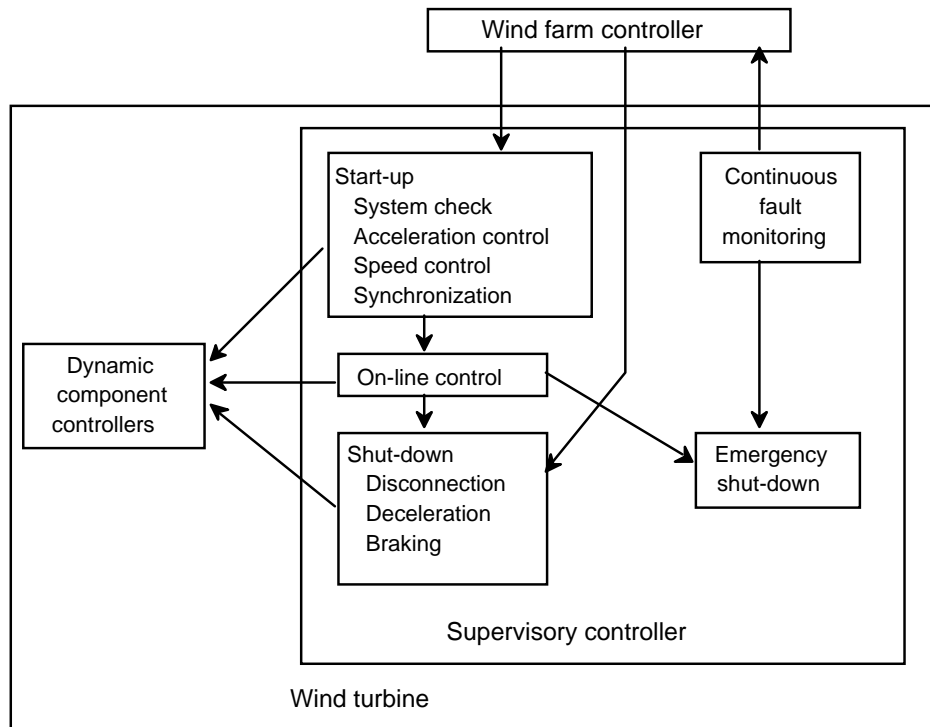 Wind farm controller
Start-up
System check
Acceleration control
Speed control
Synchronization
Continuous
fault
monitoring
Dynamic
component
controllers
On-line control
Shut-down
Disconnection
Deceleration
Braking
Emergency
shut-down
Supervisory controller
Wind turbine